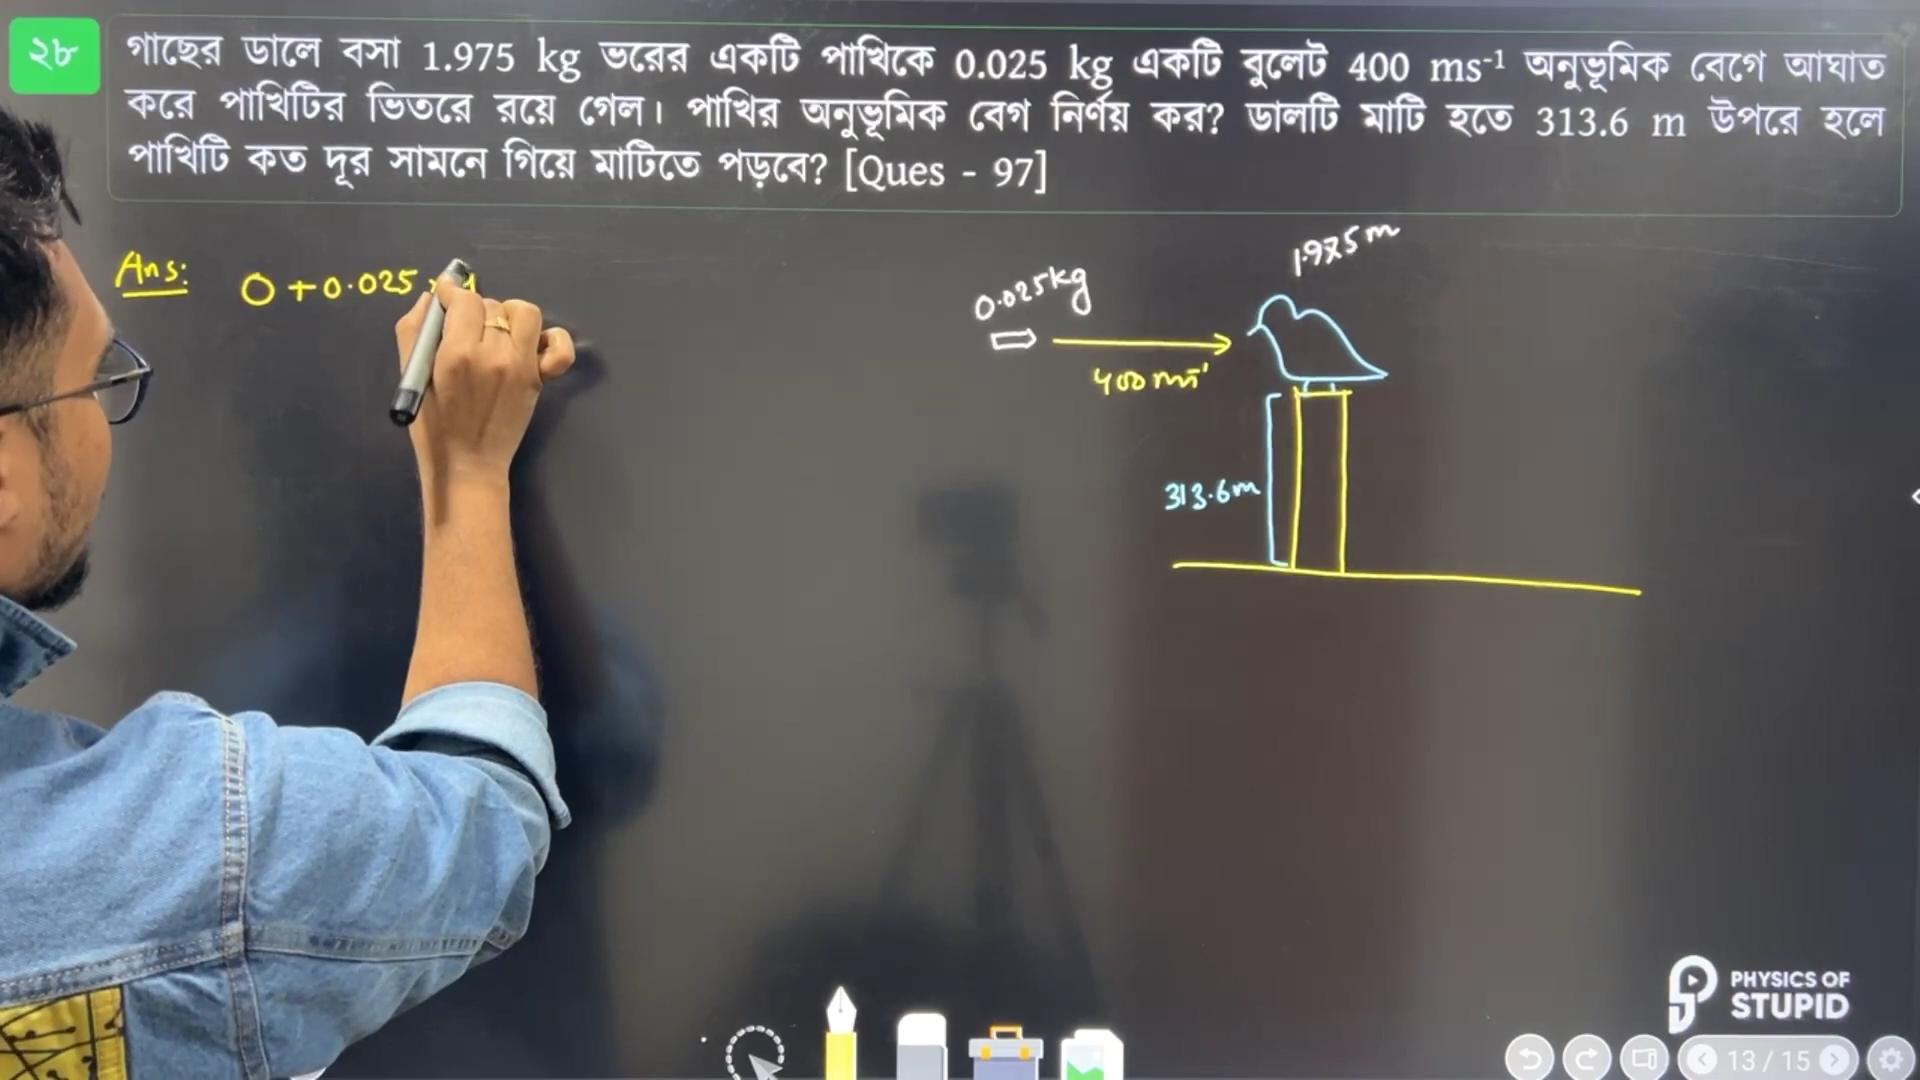 ২৮
গাছের ডালে বসা 1.975 kg ভরের একটি পাখিকে 0.025 kg একটি বুলেট 400 ms⁻¹ অনুভূমিক বেগে আঘাত
করে পাখিটির ভিতরে রয়ে গেল। পাখির অনুভূমিক বেগ নির্ণয় কর? ডালটি মাটি হতে 313.6 m উপরে হলে
পাখিটি কত দূর সামনে গিয়ে মাটিতে পড়বে? [Ques - 97]
Ans: 0 + 0.025
0.025kg
1.975 m
400 ms⁻¹
313.6m
PHYSICS OF
STUPID
13 / 15